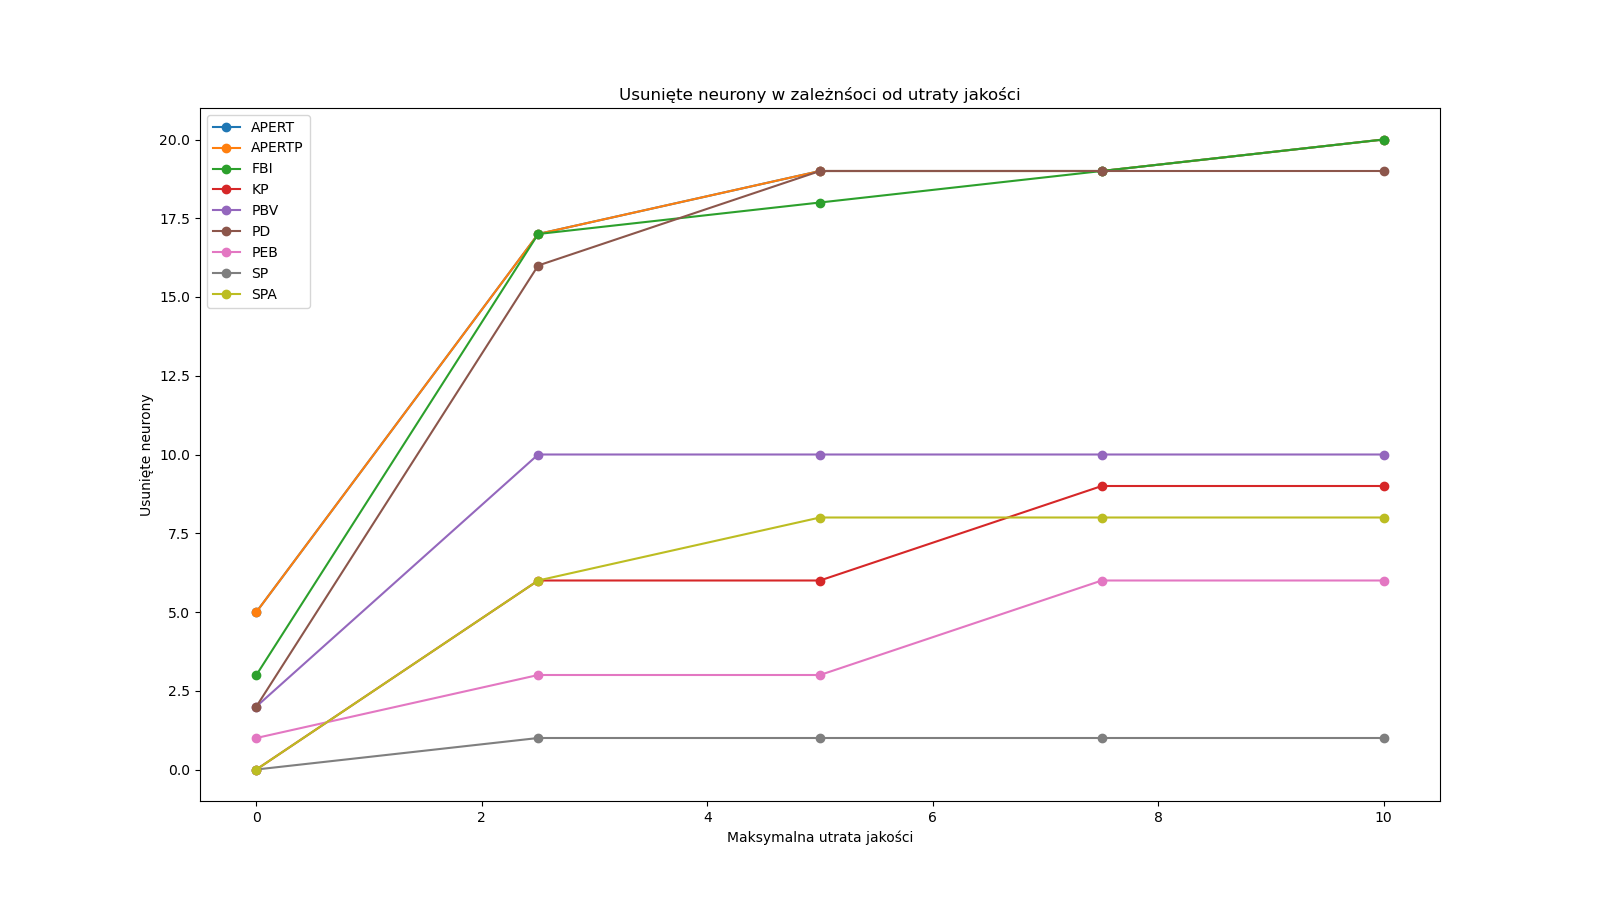 Usunięte neurony w zależnśoci od utraty jakości
APERT
APERTP
FBI
KP
PBV
PD
PEB
SP
SPA
20.0
17.5
15.0
12.5
10.0
7.5
5.0
2.5
0.0
Usunięte neurony
0 2 4 6 8 10
Maksymalna utrata jakości